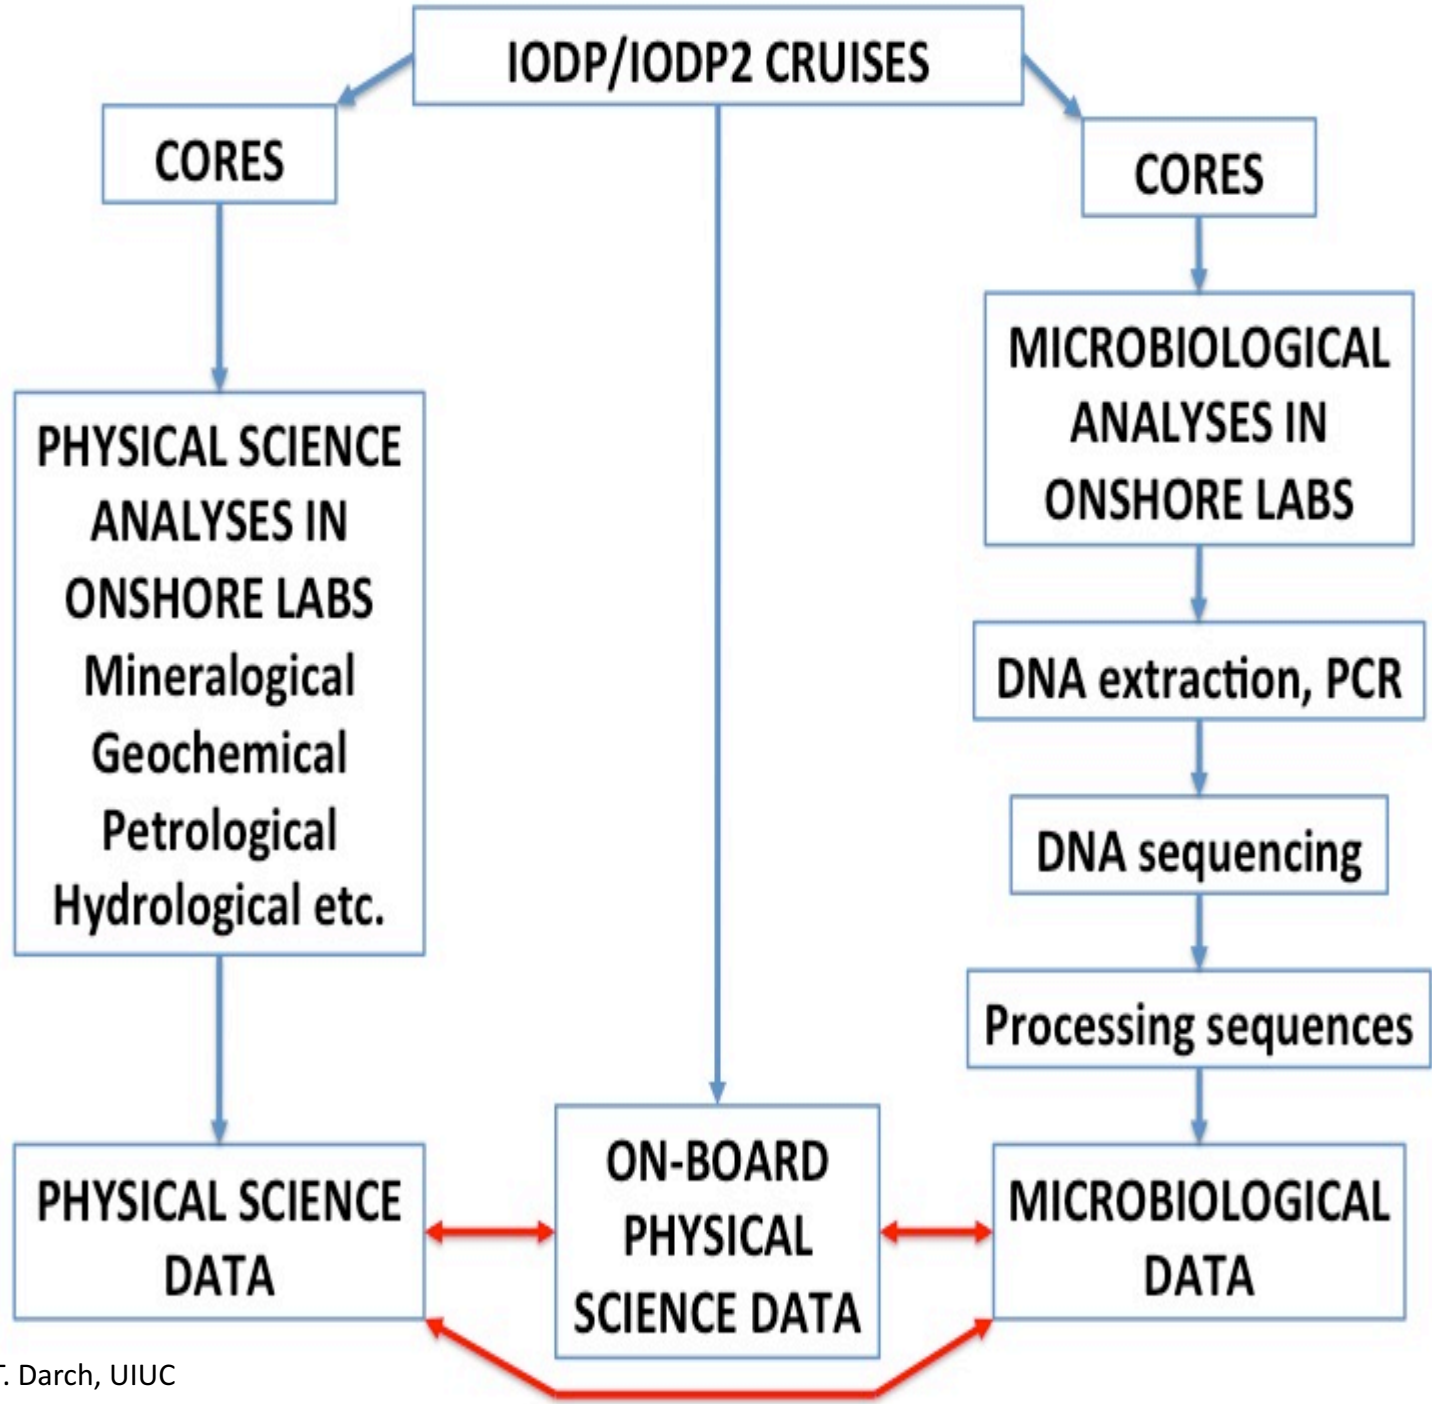 IODP/IODP2 CRUISES
CORES
CORES
PHYSICAL SCIENCE
ANALYSES IN
ONSHORE LABS
Mineralogical
Geochemical
Petrological
Hydrological etc.
MICROBIOLOGICAL
ANALYSES IN
ONSHORE LABS
DNA extraction, PCR
DNA sequencing
Processing sequences
PHYSICAL SCIENCE
DATA
ON-BOARD
PHYSICAL
SCIENCE DATA
MICROBIOLOGICAL
DATA
T. Darch, UIUC